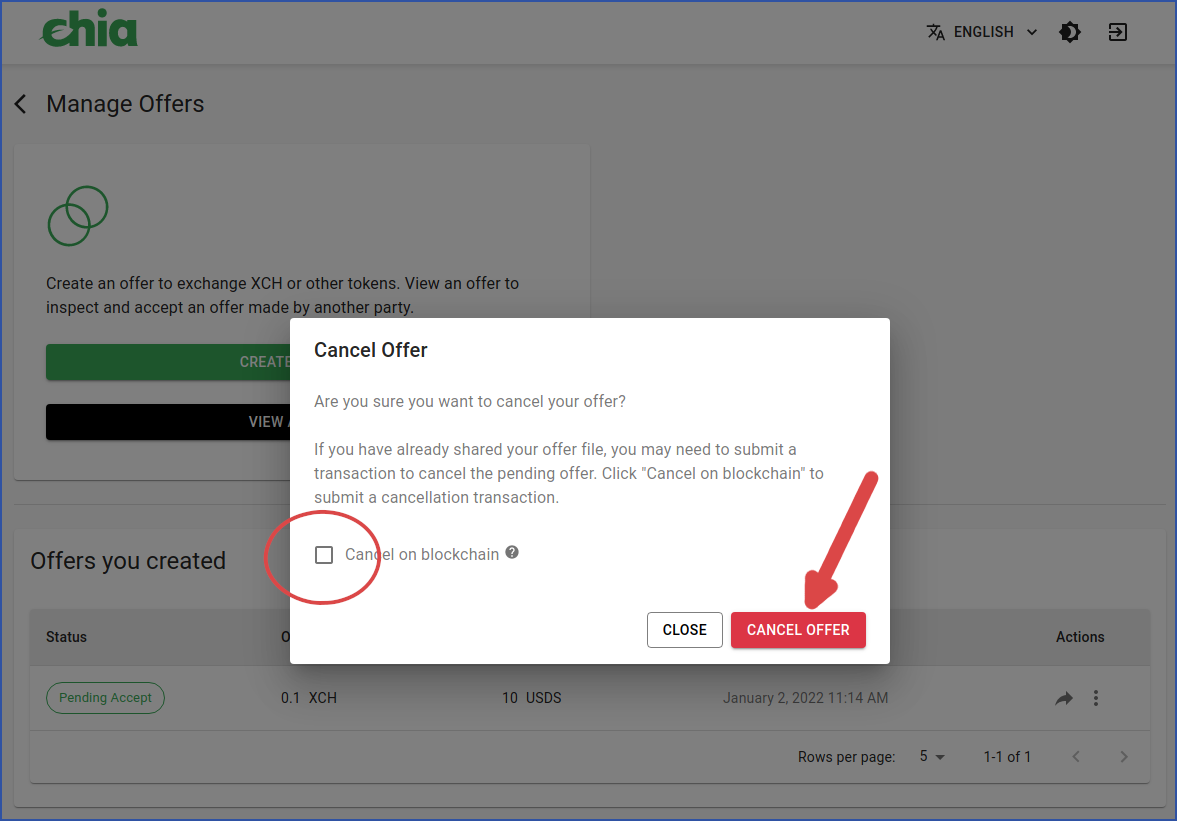 chia
ENGLISH
Manage Offers
Create an offer to exchange XCH or other tokens. View an offer to
inspect and accept an offer made by another party.
CREATE
VIEW
Cancel Offer
Are you sure you want to cancel your offer?
If you have already shared your offer file, you may need to submit a
transaction to cancel the pending offer. Click "Cancel on blockchain" to
submit a cancellation transaction.
Cancel on blockchain ?
CLOSE CANCEL OFFER
Offers you created
Status Actions
Pending Accept 0.1 XCH 10 USDS January 2, 2022 11:14 AM
Rows per page: 5 1-1 of 1